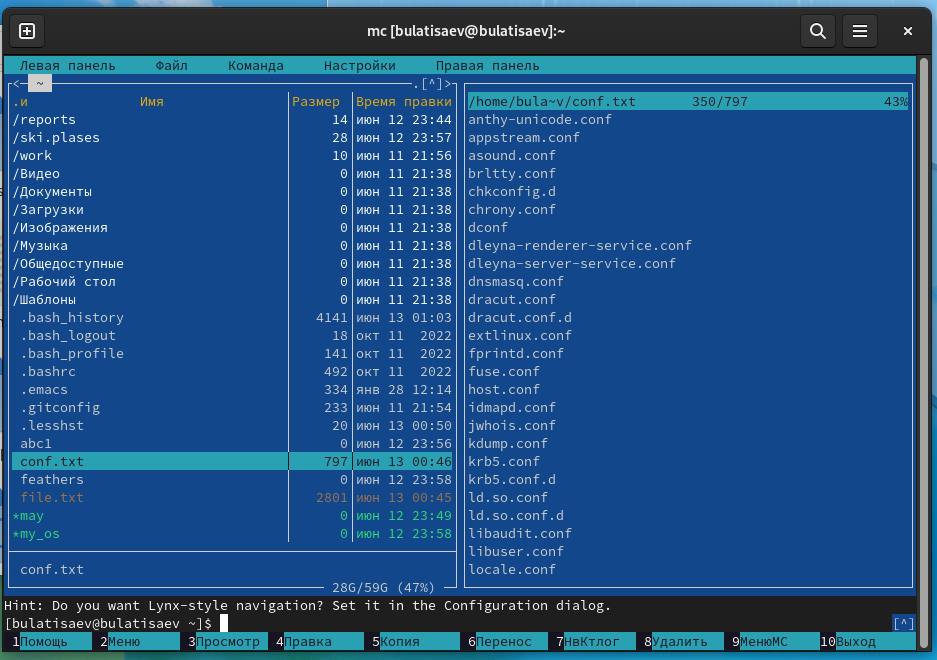 mc [bulatisaev@bulatisaev]:~
Левая панель Файл Команда Настройки Правая панель
<- ~ .[^]>
.и Имя Размер Время правки
/reports 14 июн 12 23:44
/ski.plases 28 июн 12 23:57
/work 10 июн 11 21:56
/Видео 0 июн 11 21:38
/Документы 0 июн 11 21:38
/Загрузки 0 июн 11 21:38
/Изображения 0 июн 11 21:38
/Музыка 0 июн 11 21:38
/Общедоступные 0 июн 11 21:38
/Рабочий стол 0 июн 11 21:38
/Шаблоны 0 июн 11 21:38
.bash_history 4141 июн 13 01:03
.bash_logout 18 окт 11 2022
.bash_profile 141 окт 11 2022
.bashrc 492 окт 11 2022
.emacs 334 янв 28 12:14
.gitconfig 233 июн 11 21:54
.lesshst 20 июн 13 00:50
abc1 0 июн 12 23:56
conf.txt 797 июн 13 00:46
feathers 0 июн 12 23:58
file.txt 2801 июн 13 00:45
*may 0 июн 12 23:49
*my_os 0 июн 12 23:58
conf.txt
28G/59G (47%)
/home/bula~v/conf.txt 350/797 43%
anthy-unicode.conf
appstream.conf
asound.conf
brltty.conf
chkconfig.d
chrony.conf
dconf
dleyna-renderer-service.conf
dleyna-server-service.conf
dnsmasq.conf
dracut.conf
dracut.conf.d
extlinux.conf
fprintd.conf
fuse.conf
host.conf
idmapd.conf
jwhois.conf
kdump.conf
krb5.conf
krb5.conf.d
ld.so.conf
ld.so.conf.d
libaudit.conf
libuser.conf
locale.conf
Hint: Do you want Lynx-style navigation? Set it in the Configuration dialog.
[bulatisaev@bulatisaev ~]$ [^]
1Помощь 2Меню 3Просмотр 4Правка 5Копия 6Перенос 7НвКтлог 8Удалить 9МенюМС 10Выход